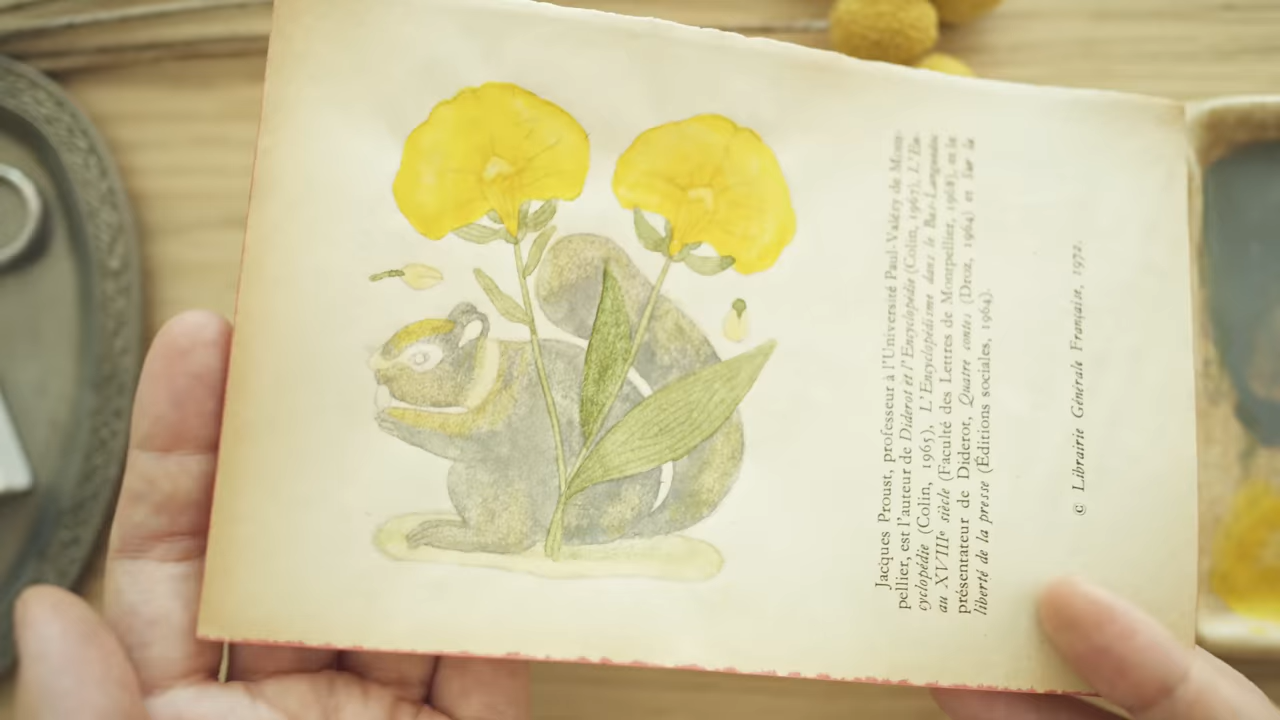 Jacques Proust, professeur à l'Université Paul-Valéry de Mont-
pellier, est l'auteur de Diderot et l'Encyclopédie (Colin, 1967), L'En-
cyclopédie (Colin, 1965), L'Encyclopédisme dans le Bas-Languedoc
au XVIIIe siècle (Faculté des Lettres de Montpellier, 1968), et le
présentateur de Diderot, Quatre contes (Droz, 1964) et Sur la
liberté de la presse (Éditions sociales, 1964).
© Librairie Générale Française, 1972.